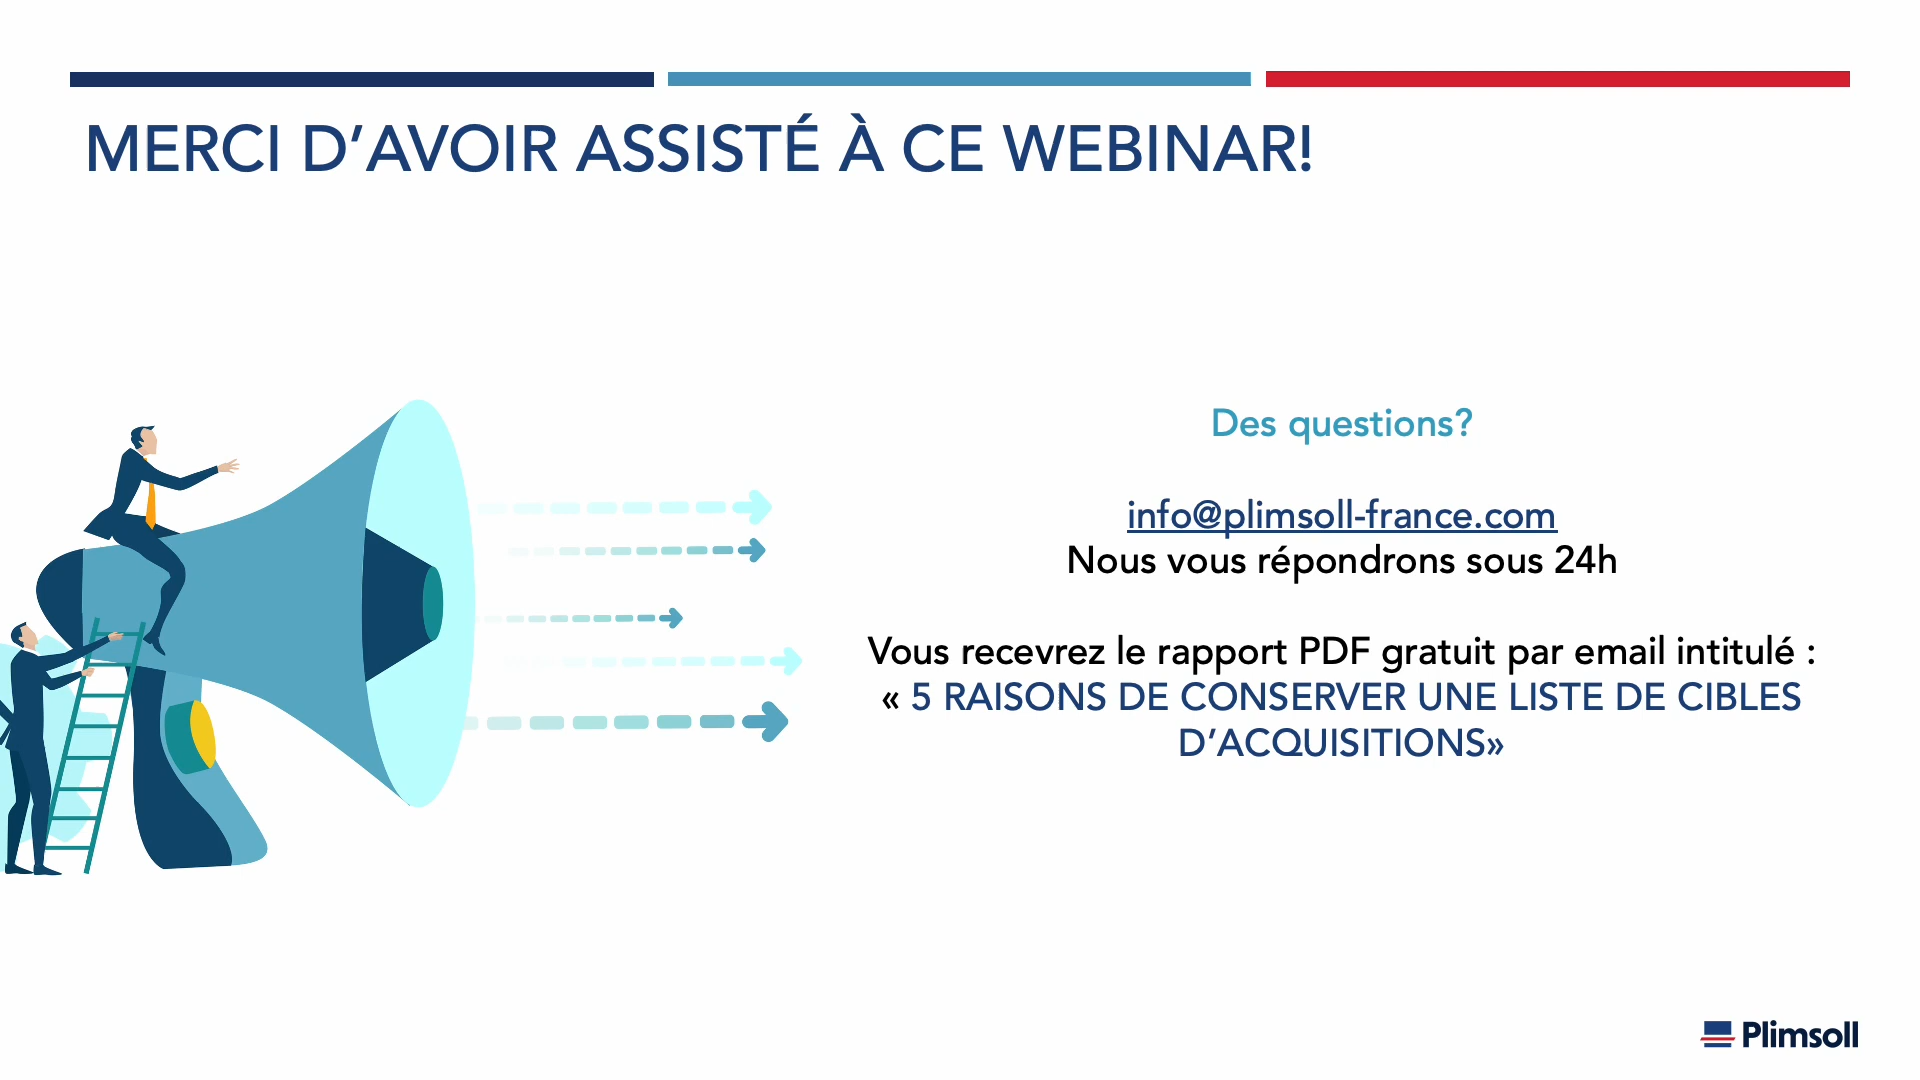 MERCI D’AVOIR ASSISTÉ À CE WEBINAR!
Des questions?
info@plimsoll-france.com
Nous vous répondrons sous 24h
Vous recevrez le rapport PDF gratuit par email intitulé :
« 5 RAISONS DE CONSERVER UNE LISTE DE CIBLES
D’ACQUISITIONS»
Plimsoll